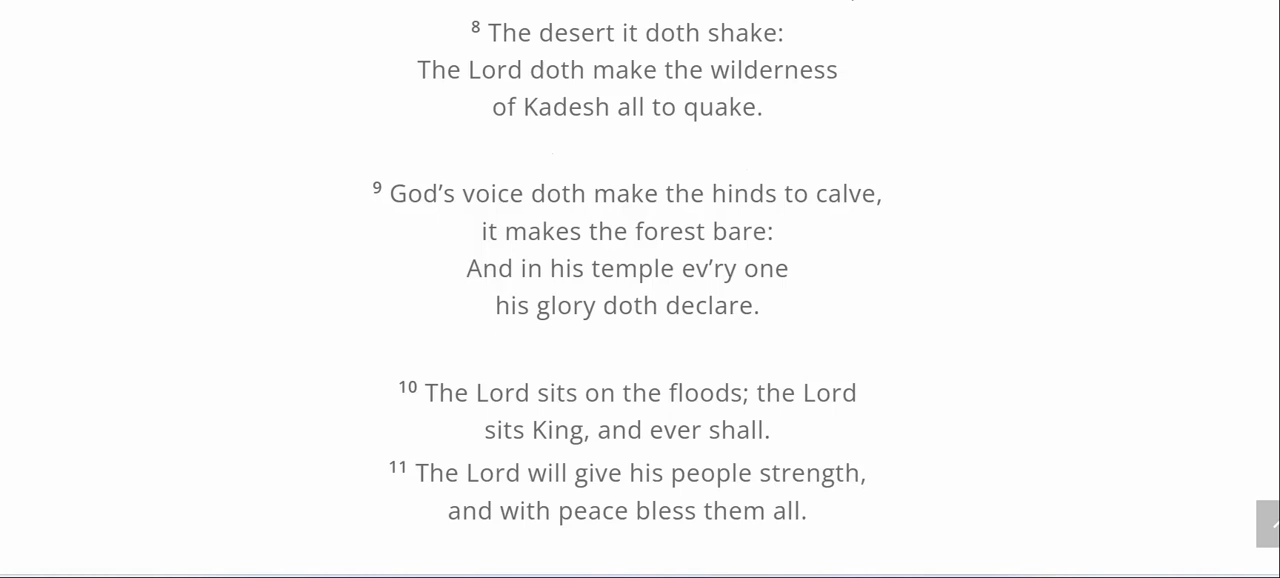 8 The desert it doth shake:
The Lord doth make the wilderness
of Kadesh all to quake.
9 God’s voice doth make the hinds to calve,
it makes the forest bare:
And in his temple ev’ry one
his glory doth declare.
10 The Lord sits on the floods; the Lord
sits King, and ever shall.
11 The Lord will give his people strength,
and with peace bless them all.